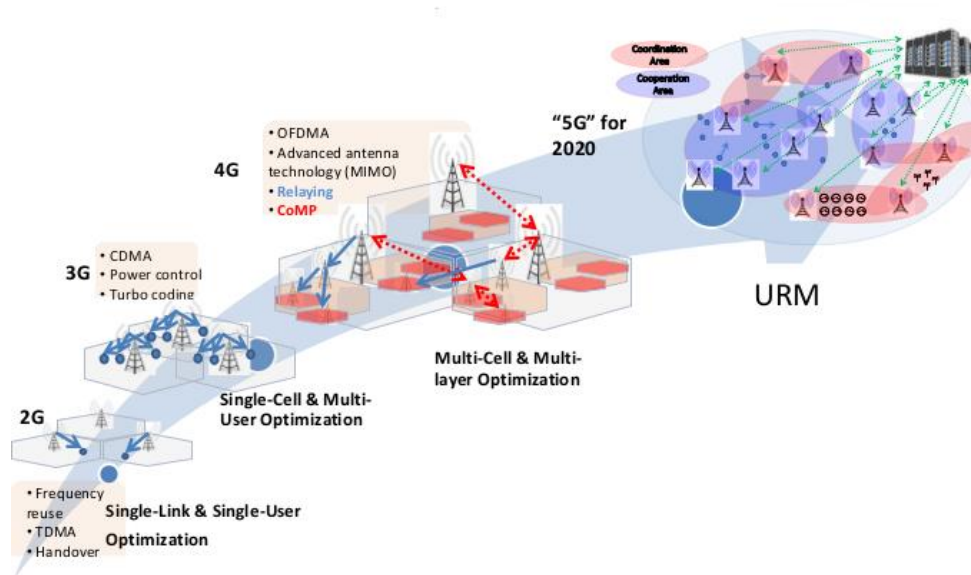 Coordination
Area
Cooperation
Area
"5G" for
2020
URM
4G
• OFDMA
• Advanced antenna
technology (MIMO)
• Relaying
• CoMP
Multi-Cell & Multi-
layer Optimization
3G
• CDMA
• Power control
• Turbo coding
Single-Cell & Multi-
User Optimization
2G
• Frequency
reuse
• TDMA
• Handover
Single-Link & Single-User
Optimization